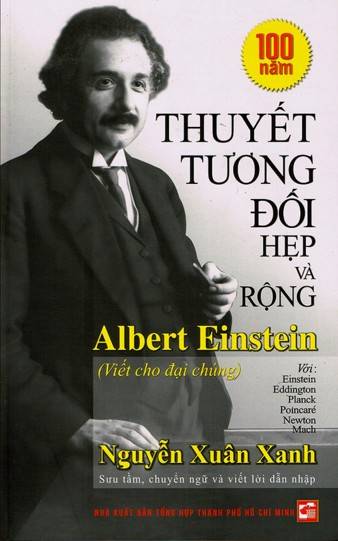 100
năm
THUYẾT
TƯƠNG
ĐỐI
HẸP
VÀ
RỘNG
Albert Einstein
(Viết cho đại chúng)
Với:
Einstein
Eddington
Planck
Poincaré
Newton
Mach
Nguyễn Xuân Xanh
Sưu tầm, chuyển ngữ và viết lời dẫn nhập
NHÀ XUẤT BẢN TỔNG HỢP THÀNH PHỐ HỒ CHÍ MINH